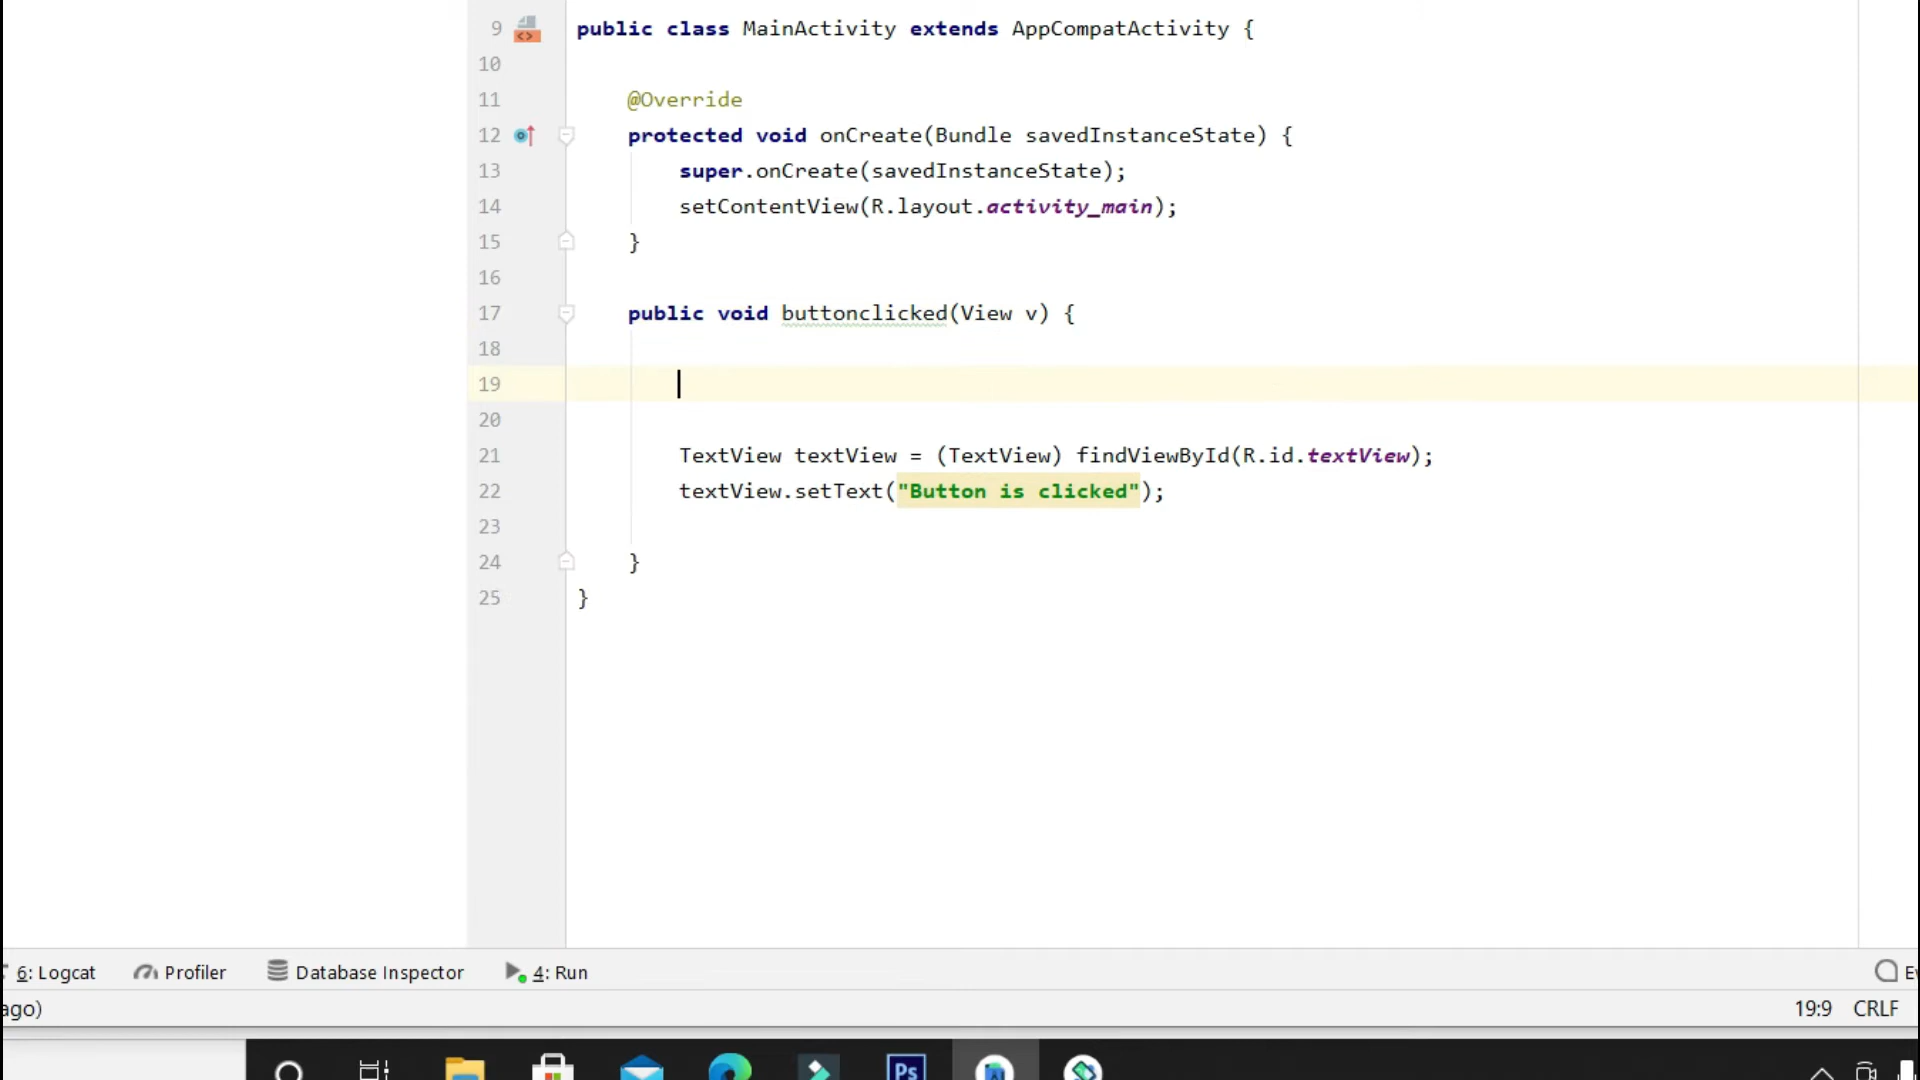 9 public class MainActivity extends AppCompatActivity {
10
11 @Override
12 protected void onCreate(Bundle savedInstanceState) {
13 super.onCreate(savedInstanceState);
14 setContentView(R.layout.activity_main);
15 }
16
17 public void buttonclicked(View v) {
18
19
20
21 TextView textView = (TextView) findViewById(R.id.textView);
22 textView.setText("Button is clicked");
23
24 }
25 }
6: Logcat Profiler Database Inspector 4: Run
ago) 19:9 CRLF
Ps